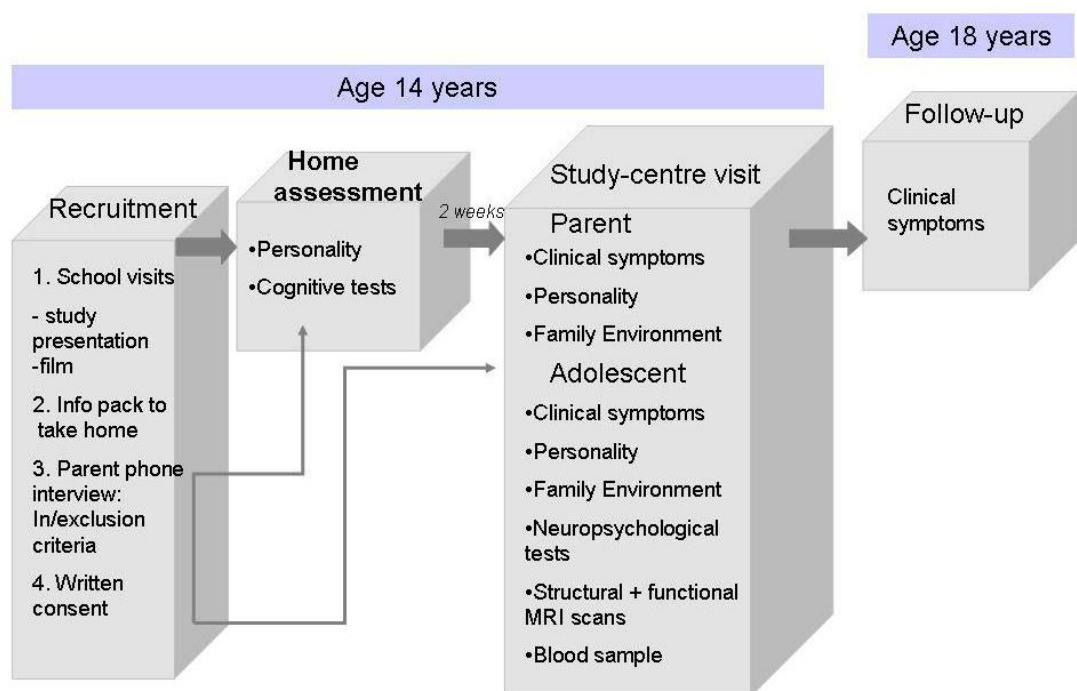 Age 18 years
Age 14 years
Recruitment
1. School visits
- study
presentation
-film
2. Info pack to
take home
3. Parent phone
interview:
In/exclusion
criteria
4. Written
consent
Home
assessment
•Personality
•Cognitive tests
2 weeks
Study-centre visit
Parent
•Clinical symptoms
•Personality
•Family Environment
Adolescent
•Clinical symptoms
•Personality
•Family Environment
•Neuropsychological
tests
•Structural + functional
MRI scans
•Blood sample
Follow-up
Clinical
symptoms